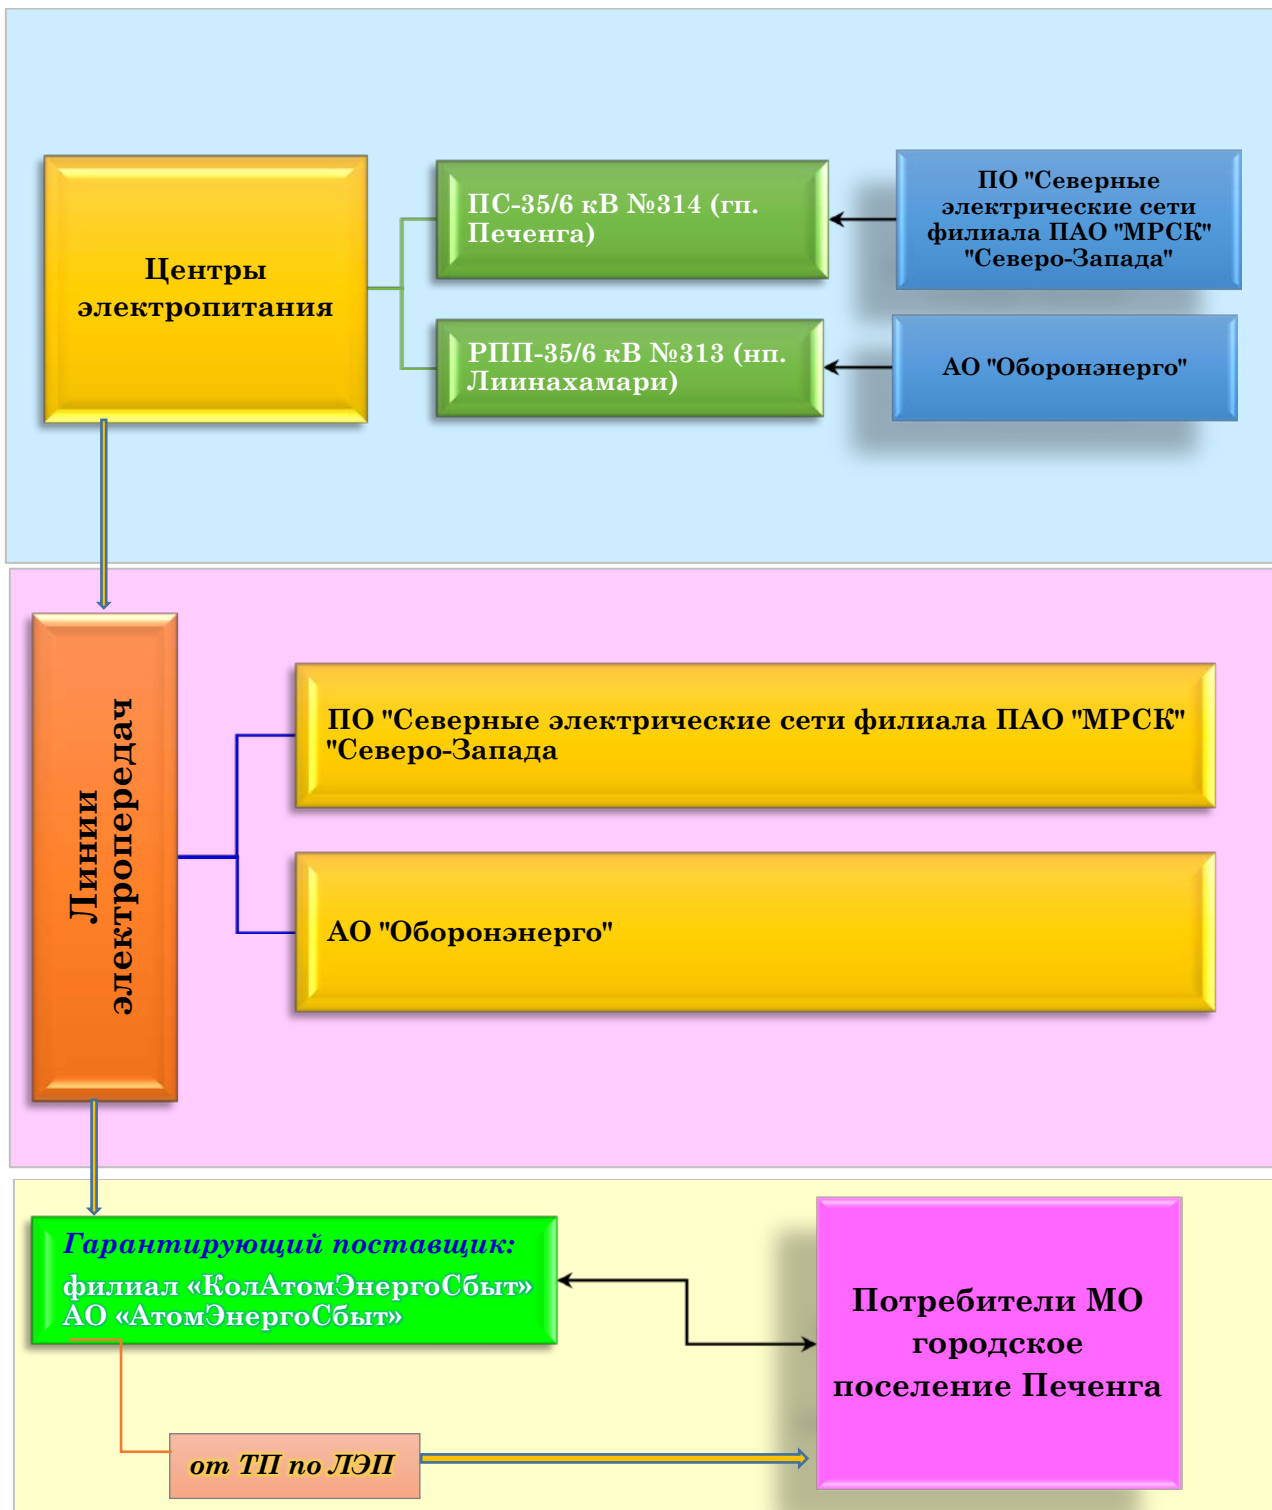 Центры
электропитания
ПС-35/6 кВ №314 (гп.
Печенга)
ПО "Северные
электрические сети
филиала ПАО "МРСК"
"Северо-Запада"
РПП-35/6 кВ №313 (нп.
Лиинахамари)
АО "Оборонэнерго"
Линии
электропередач
ПО "Северные электрические сети филиала ПАО "МРСК"
"Северо-Запада
АО "Оборонэнерго"
Гарантирующий поставщик:
филиал «КолАтомЭнергоСбыт»
АО «АтомЭнергоСбыт»
Потребители МО
городское
поселение Печенга
от ТП по ЛЭП